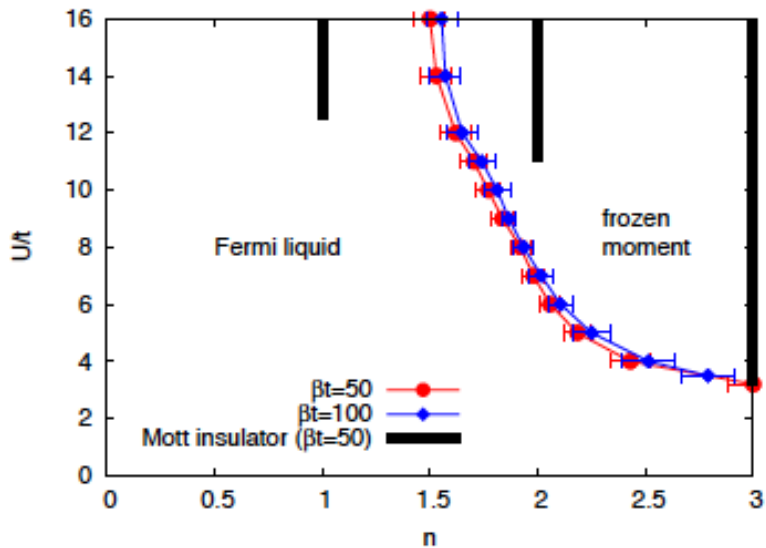 16
14
12
10
8
6
4
2
0
U/t
Fermi liquid
frozen
moment
βt=50
βt=100
Mott insulator (βt=50)
0 0.5 1 1.5 2 2.5 3
n